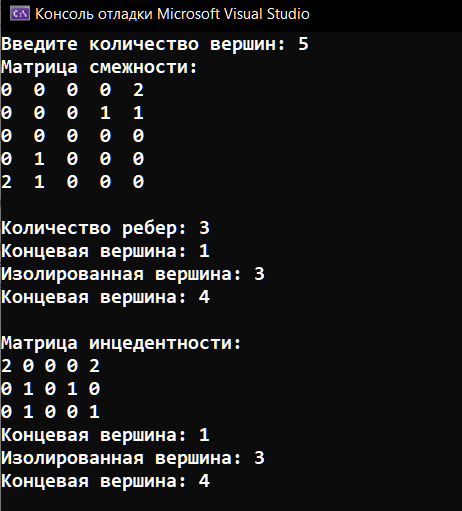 Консоль отладки Microsoft Visual Studio
Введите количество вершин: 5
Матрица смежности:
0 0 0 0 2
0 0 0 1 1
0 0 0 0 0
0 1 0 0 0
2 1 0 0 0
Количество ребер: 3
Концевая вершина: 1
Изолированная вершина: 3
Концевая вершина: 4
Матрица инцедентности:
2 0 0 0 2
0 1 0 1 0
0 1 0 0 1
Концевая вершина: 1
Изолированная вершина: 3
Концевая вершина: 4